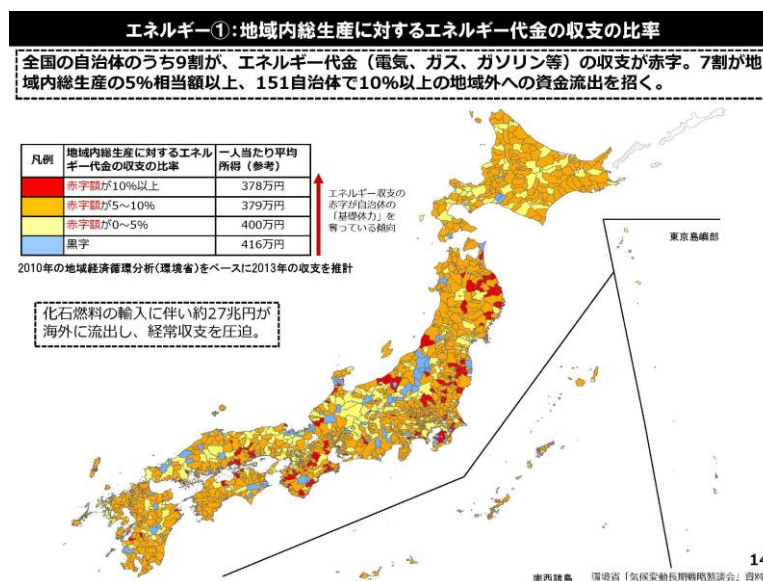 エネルギー①:地域内総生産に対するエネルギー代金の収支の比率
全国の自治体のうち9割が、エネルギー代金(電気、ガス、ガソリン等)の収支が赤字。7割が地
域内総生産の5%相当額以上、151自治体で10%以上の地域外への資金流出を招く。
凡例
地域内総生産に対するエネル
ギー代金の収支の比率
一人当たり平均
所得(参考)
赤字額が10%以上
378万円
赤字額が5~10%
379万円
赤字額が0~5%
400万円
黒字
416万円
エネルギー収支の
赤字が自治体の
「基礎体力」を
奪っている傾向
2010年の地域経済循環分析(環境省)をベースに2013年の収支を推計
化石燃料の輸入に伴い約27兆円が
海外に流出し、経常収支を圧迫。
東京島嶼部
南西諸島
14
環境省「気候変動長期戦略懇談会」資料